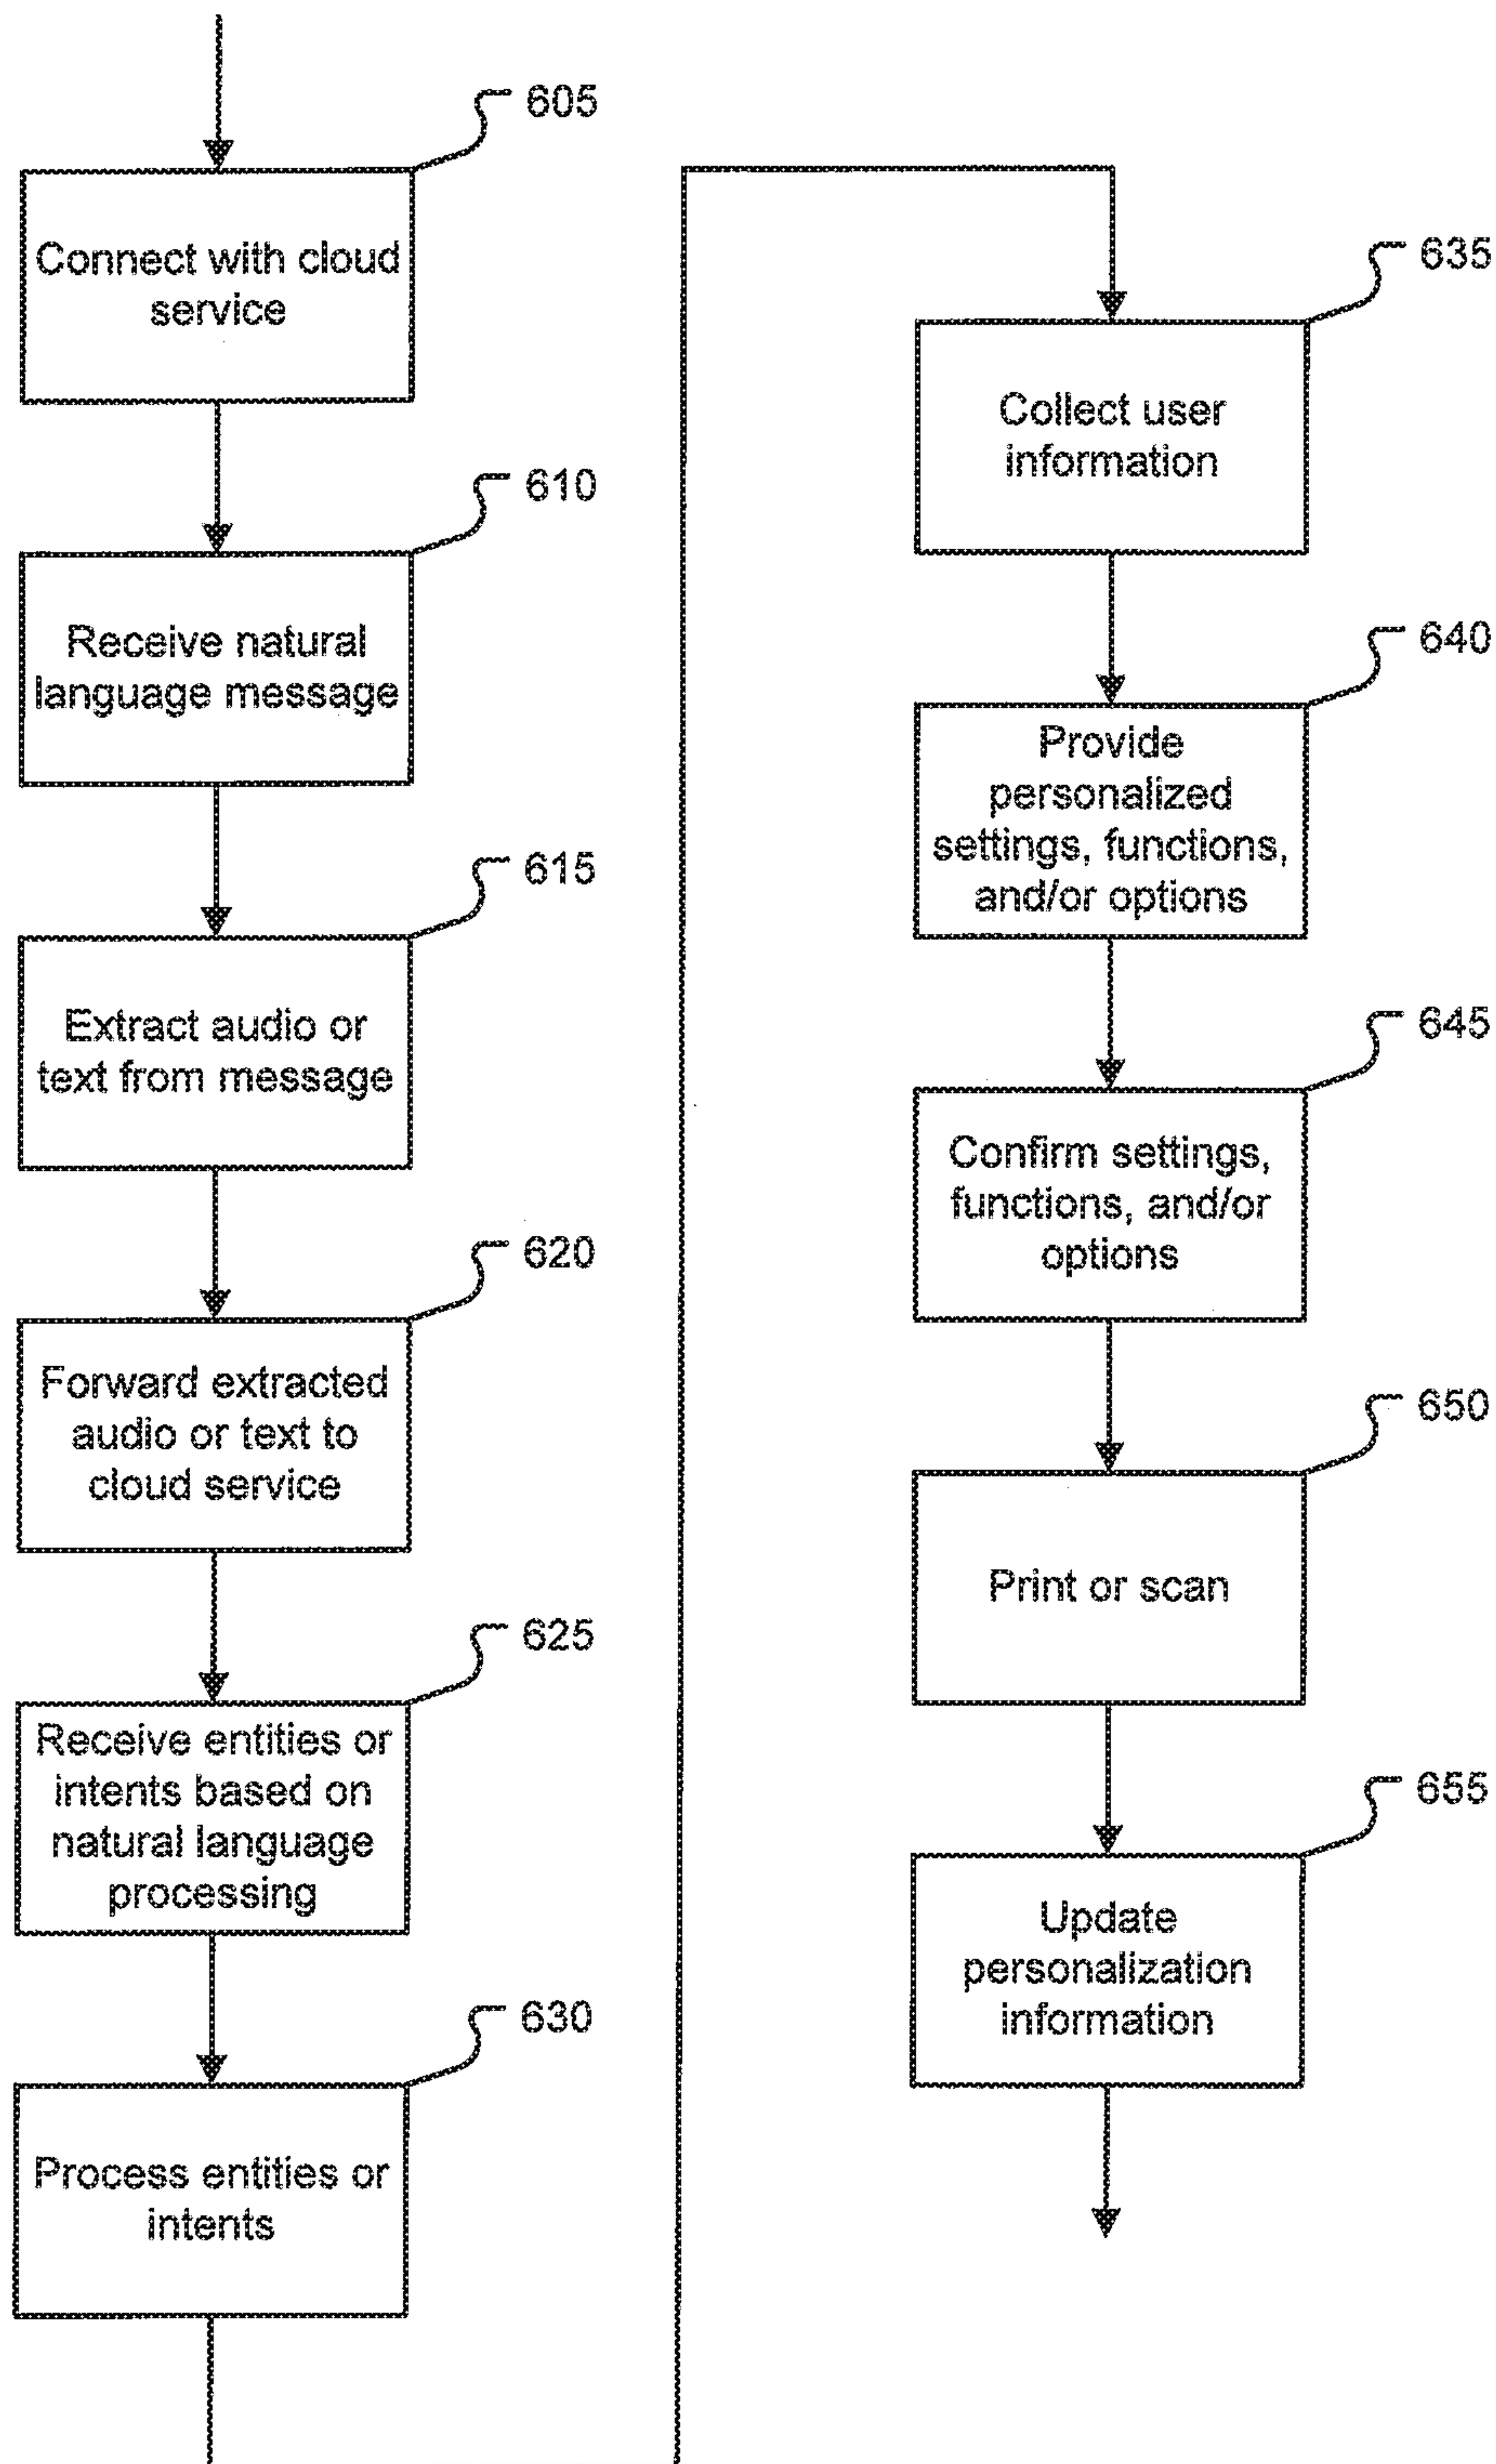 605
Connect with cloud
service
610
Receive natural
language message
615
Extract audio or
text from message
620
Forward extracted
audio or text to
cloud service
625
Receive entities or
intents based on
natural language
processing
630
Process entities or
intents
635
Collect user
information
640
Provide
personalized
settings, functions,
and/or options
645
Confirm settings,
functions, and/or
options
650
Print or scan
655
Update
personalization
information